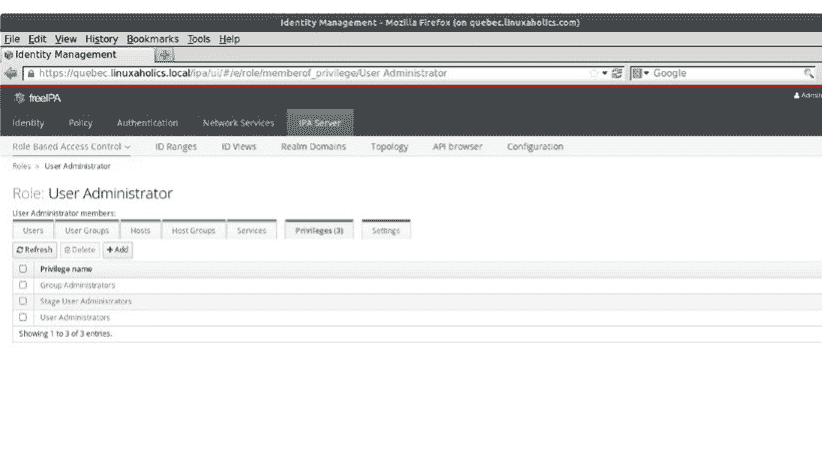 Identity Management - Mozilla Firefox (on quebec.linuxaholics.com)
File Edit View History Bookmarks Tools Help
Identity Management
https://quebec.linuxaholics.local/ipa/ui/#/e/role/memberof_privilege/User Administrator Google
freeIPA
Identity Policy Authentication Network Services IPA Server
Role Based Access Control ID Ranges ID Views Realm Domains Topology API browser Configuration
Roles » User Administrator
Role: User Administrator
User Administrator members:
Users User Groups Hosts Host Groups Services Privileges (3) Settings
Refresh Delete Add
Privilege name
Group Administrators
Stage User Administrators
User Administrators
Showing 1 to 3 of 3 entries.